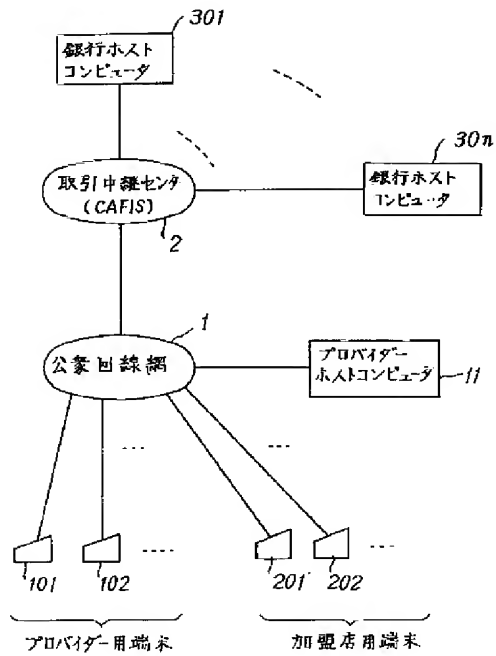 301
銀行ホスト
コンピュータ
30n
取引中継センタ
(CAFIS)
銀行ホスト
コンピュータ
2
1
公衆回線網
プロバイダー
ホストコンピュータ
11
101
102
201
202
プロバイダー用端末
加盟店用端末